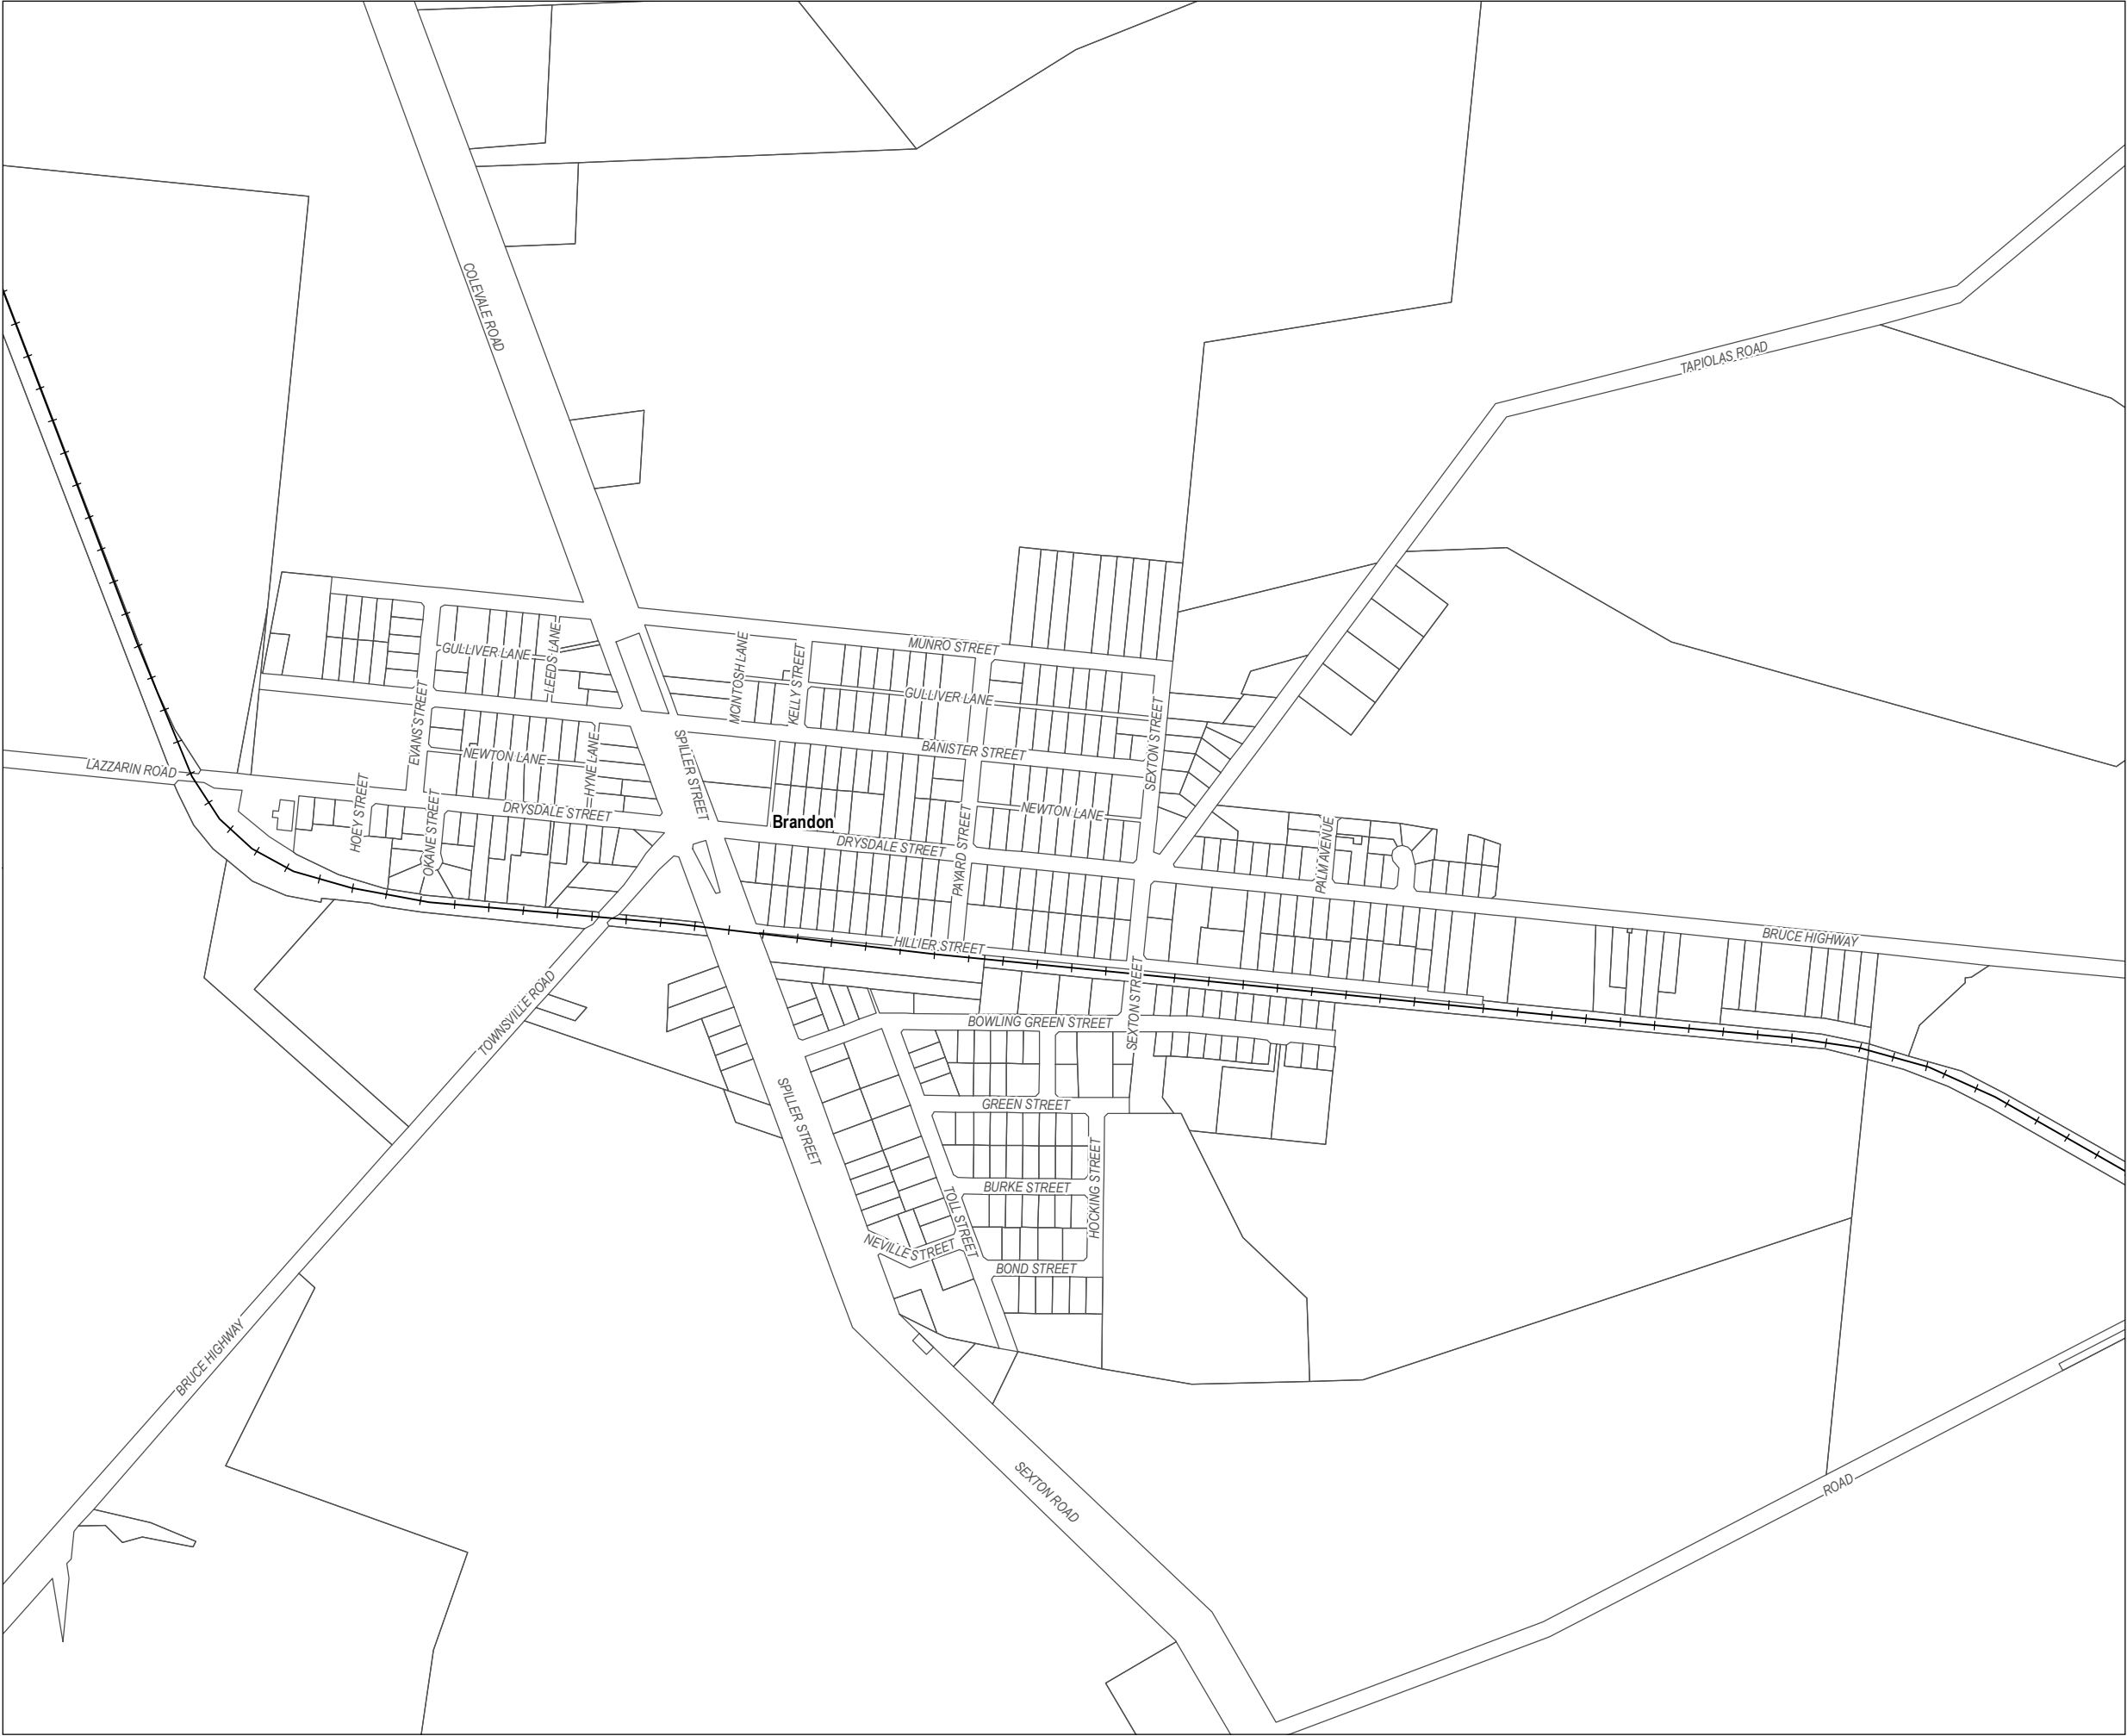 COLEVALE ROAD
TAPIOLAS ROAD
MUNRO STREET
GULLIVER LANE
LEEDS LANE
MCINTOSH LANE
KELLY STREET
GULLIVER LANE
EVANS STREET
SEXTON STREET
BANISTER STREET
NEWTON LANE
HYNE LANE
SPILLER STREET
LAZZARIN ROAD
HOEY STREET
OKANE STREET
DRYSDALE STREET
Brandon
NEWTON LANE
DRYSDALE STREET
PAYARD STREET
PALM AVENUE
BRUCE HIGHWAY
HILLIER STREET
TOWNSVILLE ROAD
SEXTON STREET
BOWLING GREEN STREET
SPILLER STREET
GREEN STREET
HOCKING STREET
BURKE STREET
TOLL STREET
NEVILLE STREET
BOND STREET
BRUCE HIGHWAY
SEXTON ROAD
ROAD